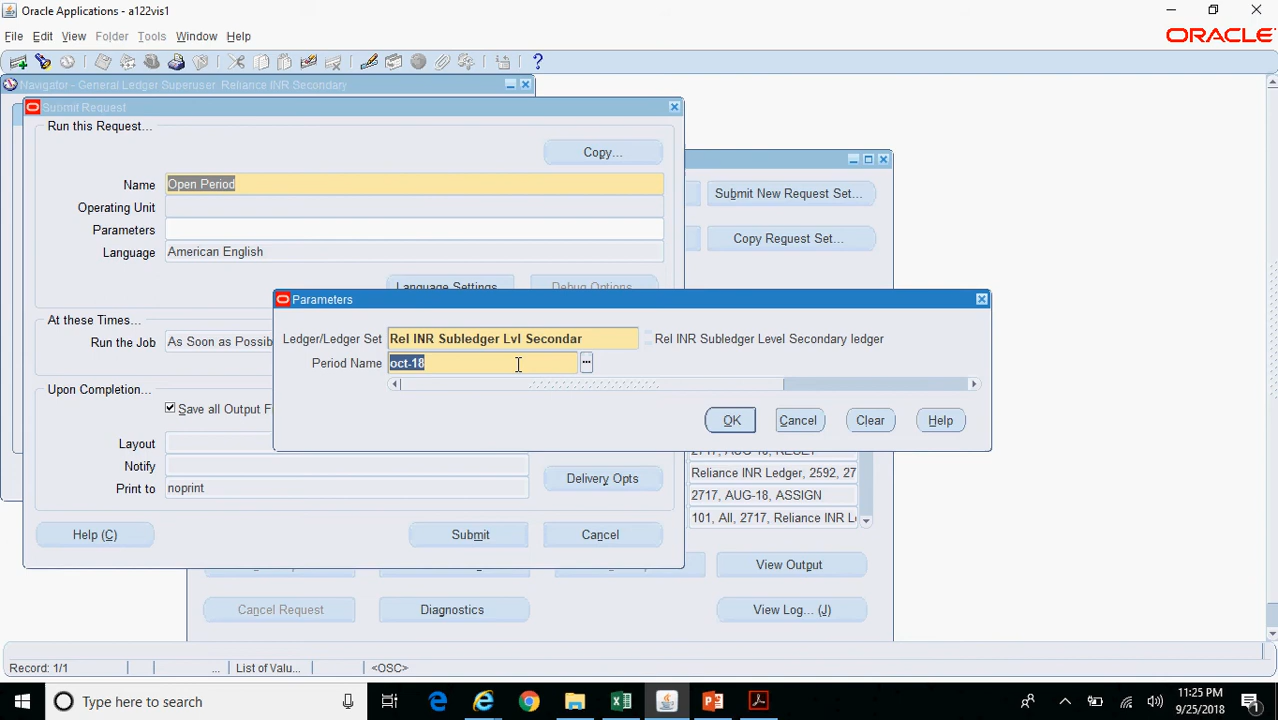 Oracle Applications - a122vis1
File Edit View Folder Tools Window Help
ORACLE
Navigator - General Ledger Superuser Reliance INR Secondary
Submit Request
Run this Request...
Copy...
Submit New Request Set...
Name Open Period
Operating Unit
Copy Request Set...
Parameters
Language American English
Language Settings
Debug Options
Parameters
At these Times...
Run the Job As Soon as Possib
Ledger/Ledger Set Rel INR Subledger Lvl Secondar Rel INR Subledger Level Secondary ledger
Period Name oct-18
Upon Completion...
Save all Output F
OK Cancel Clear Help
Layout
2717, AUG-18, RESET
Notify
Reliance INR Ledger, 2592, 27
Print to noprint
Delivery Opts
2717, AUG-18, ASSIGN
101, All, 2717, Reliance INR L
Help (C) Submit Cancel
View Output
Cancel Request Diagnostics View Log... (J)
Record: 1/1 ... List of Valu... <OSC>
Type here to search
11:25 PM
9/25/2018
1